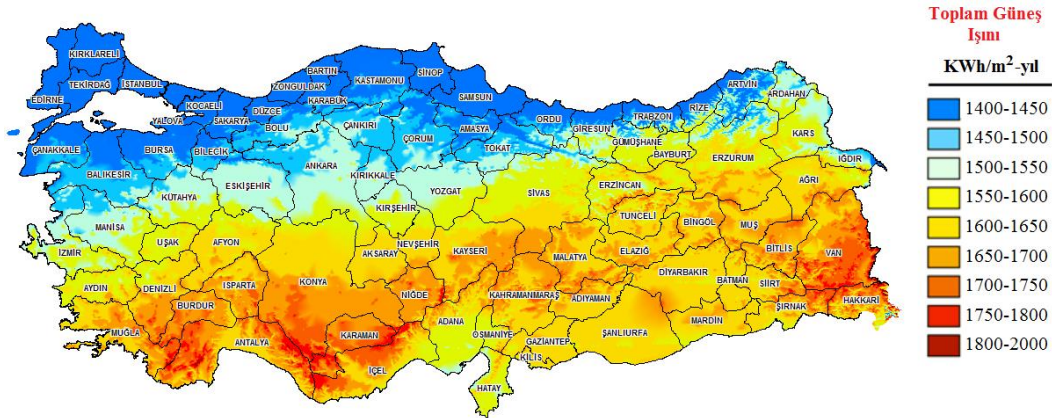 Toplam Güneş
Işını
KWh/m²-yıl
1400-1450
1450-1500
1500-1550
1550-1600
1600-1650
1650-1700
1700-1750
1750-1800
1800-2000
KIRKLARELİ
TEKİRDAĞ
İSTANBUL
EDİRNE
KOCAELİ
YALOVA
SAKARYA
DÜZCE
ZONGULDAK
BARTIN
KARABÜK
KASTAMONU
SİNOP
SAMSUN
ORDU
GİRESUN
TRABZON
RİZE
ARTVİN
ARDAHAN
ÇANAKKALE
BURSA
BİLECİK
BOLU
ÇANKIRI
ÇORUM
AMASYA
TOKAT
GÜMÜŞHANE
BAYBURT
ERZURUM
KARS
IĞDIR
BALIKESİR
KÜTAHYA
ESKİŞEHİR
ANKARA
KIRIKKALE
YOZGAT
SİVAS
ERZİNCAN
AĞRI
MANİSA
KIRŞEHİR
TUNCELİ
BİNGÖL
MUŞ
İZMİR
UŞAK
AFYON
AKSARAY
NEVŞEHİR
KAYSERİ
MALATYA
ELAZIĞ
BİTLİS
VAN
AYDIN
DENİZLİ
ISPARTA
KONYA
NİĞDE
KAHRAMANMARAŞ
ADIYAMAN
DİYARBAKIR
BATMAN
SİİRT
BURDUR
ŞIRNAK
HAKKARİ
MUĞLA
ANTALYA
KARAMAN
ADANA
OSMANİYE
GAZİANTEP
ŞANLIURFA
MARDİN
KİLİS
İÇEL
HATAY